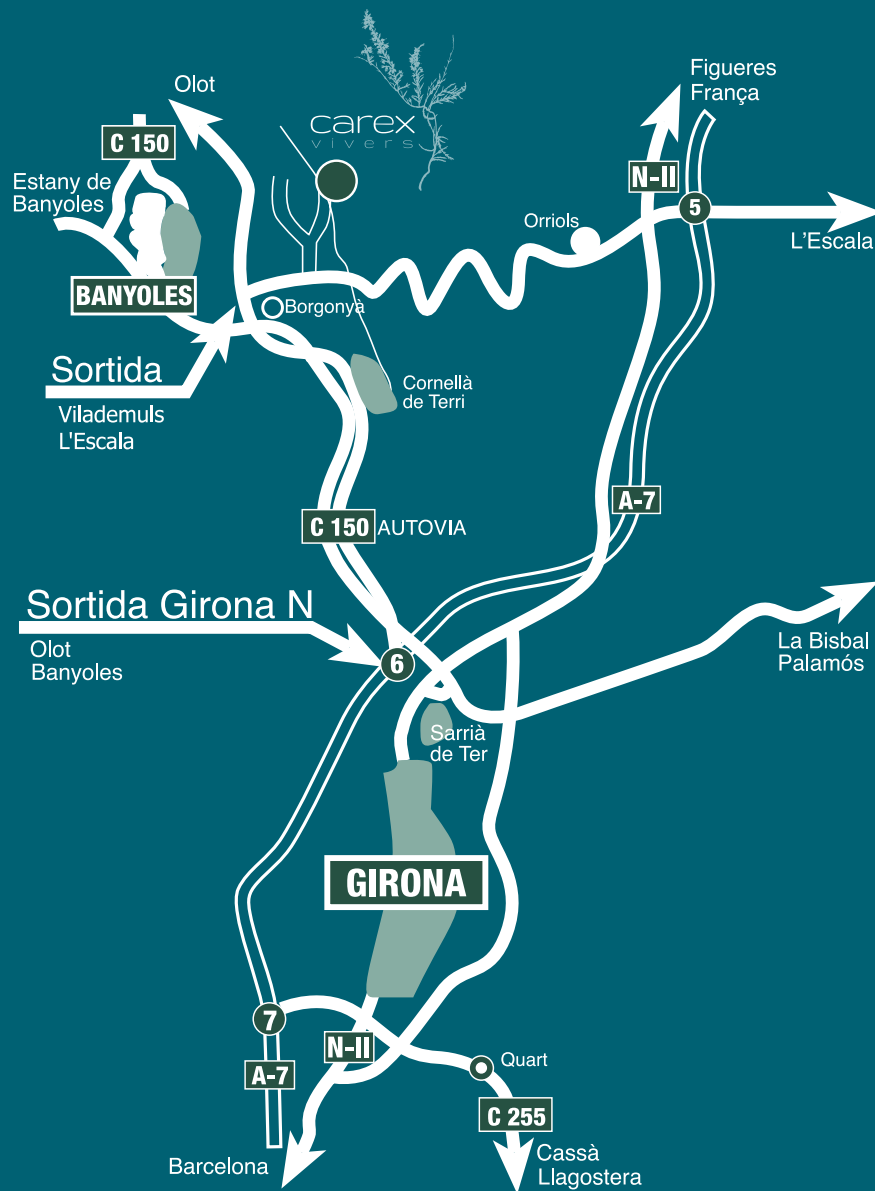 Olot
carex
vivers
Figueres
França
C 150
Estany de
Banyoles
N-II
5
Orriols
L'Escala
BANYOLES
Borgonyà
Sortida
Vilademuls
L'Escala
Cornellà
de Terri
A-7
C 150 AUTOVIA
Sortida Girona N
Olot
Banyoles
6
La Bisbal
Palamós
Sarrià
de Ter
GIRONA
7
N-II
Quart
A-7
C 255
Barcelona
Cassà
Llagostera